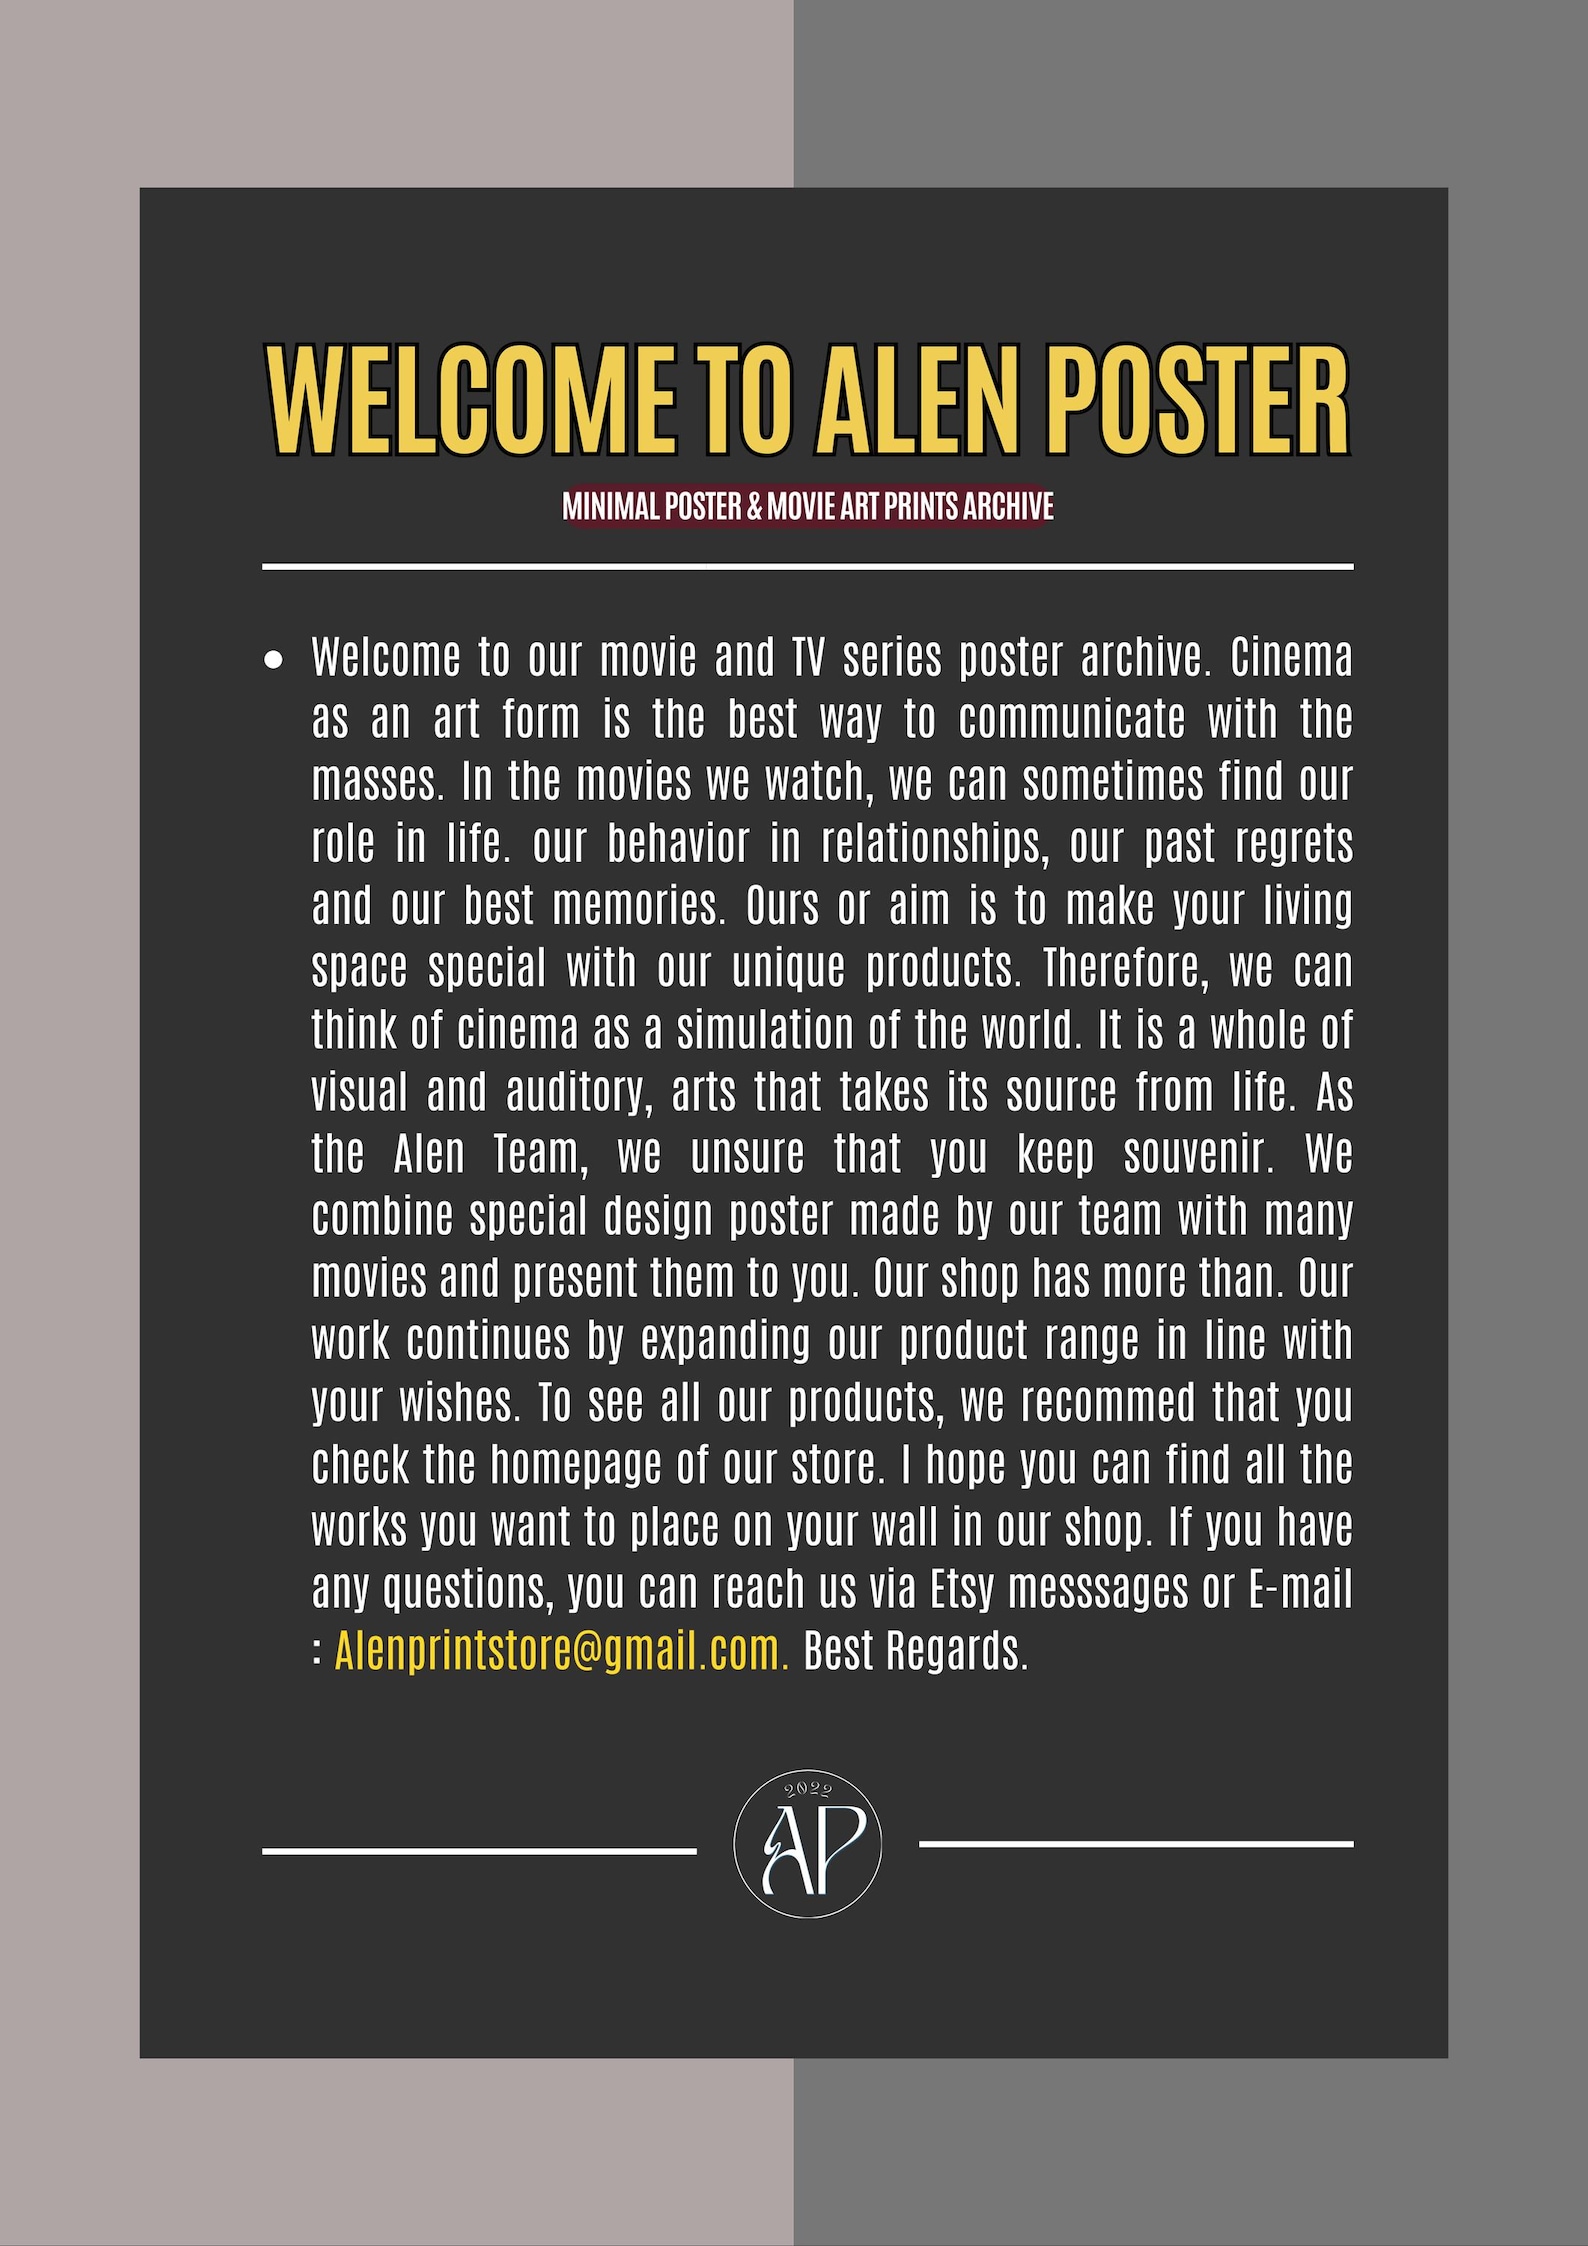 WELCOME TO ALEN POSTER
MINIMAL POSTER & MOVIE ART PRINTS ARCHIVE
• Welcome to our movie and TV series poster archive. Cinema
as an art form is the best way to communicate with the
masses. In the movies we watch, we can sometimes find our
role in life. our behavior in relationships, our past regrets
and our best memories. Ours or aim is to make your living
space special with our unique products. Therefore, we can
think of cinema as a simulation of the world. It is a whole of
visual and auditory, arts that takes its source from life. As
the Alen Team, we unsure that you keep souvenir. We
combine special design poster made by our team with many
movies and present them to you. Our shop has more than. Our
work continues by expanding our product range in line with
your wishes. To see all our products, we recommed that you
check the homepage of our store. I hope you can find all the
works you want to place on your wall in our shop. If you have
any questions, you can reach us via Etsy messsages or E-mail
: Alenprintstore@gmail.com. Best Regards.
2022
AP